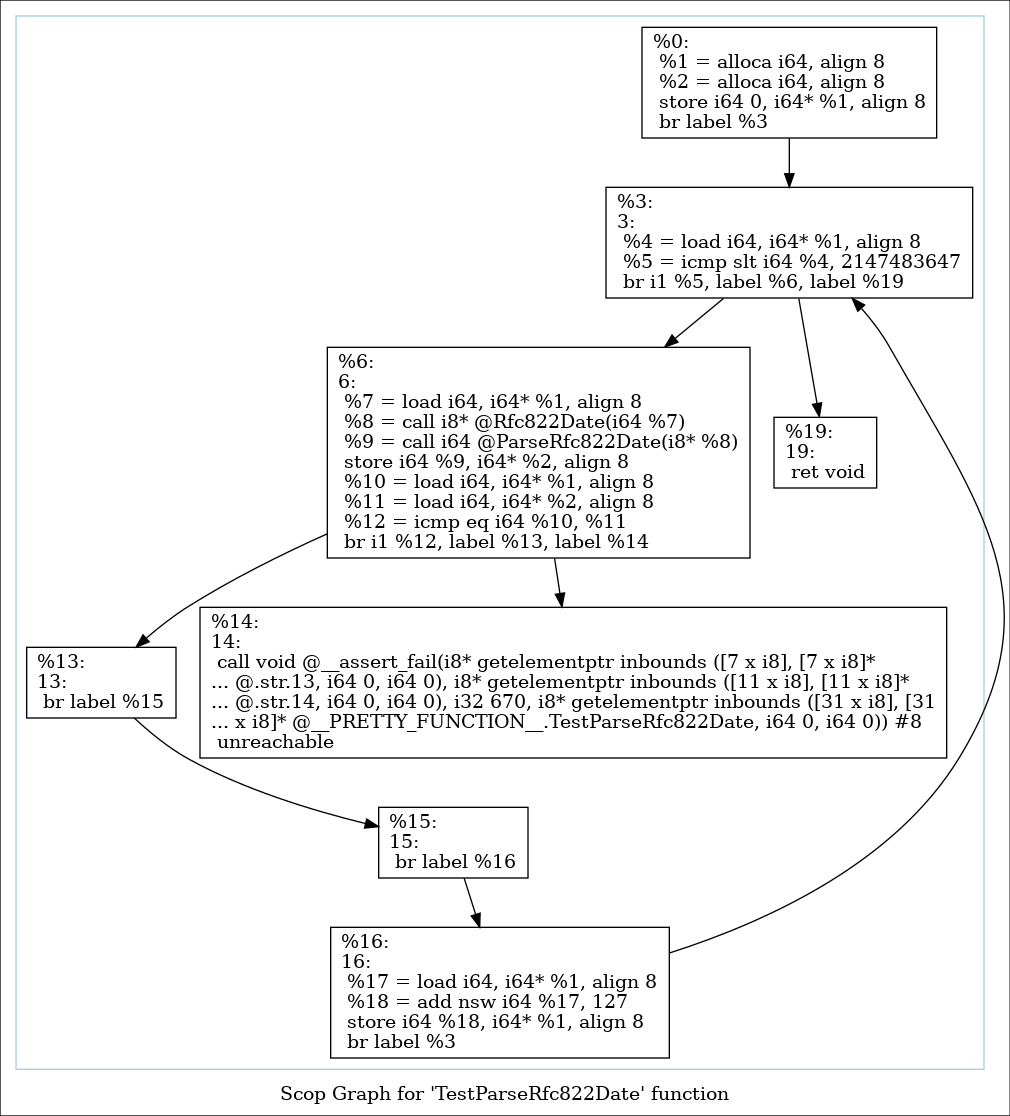 %0:
%1 = alloca i64, align 8
%2 = alloca i64, align 8
store i64 0, i64* %1, align 8
br label %3
%3:
3:
%4 = load i64, i64* %1, align 8
%5 = icmp slt i64 %4, 2147483647
br i1 %5, label %6, label %19
%6:
6:
%7 = load i64, i64* %1, align 8
%8 = call i8* @Rfc822Date(i64 %7)
%9 = call i64 @ParseRfc822Date(i8* %8)
store i64 %9, i64* %2, align 8
%10 = load i64, i64* %1, align 8
%11 = load i64, i64* %2, align 8
%12 = icmp eq i64 %10, %11
br i1 %12, label %13, label %14
%19:
19:
ret void
%13:
13:
br label %15
%14:
14:
call void @__assert_fail(i8* getelementptr inbounds ([7 x i8], [7 x i8]*
... @.str.13, i64 0, i64 0), i8* getelementptr inbounds ([11 x i8], [11 x i8]*
... @.str.14, i64 0, i64 0), i32 670, i8* getelementptr inbounds ([31 x i8], [31
... x i8]* @__PRETTY_FUNCTION__.TestParseRfc822Date, i64 0, i64 0)) #8
unreachable
%15:
15:
br label %16
%16:
16:
%17 = load i64, i64* %1, align 8
%18 = add nsw i64 %17, 127
store i64 %18, i64* %1, align 8
br label %3
Scop Graph for 'TestParseRfc822Date' function